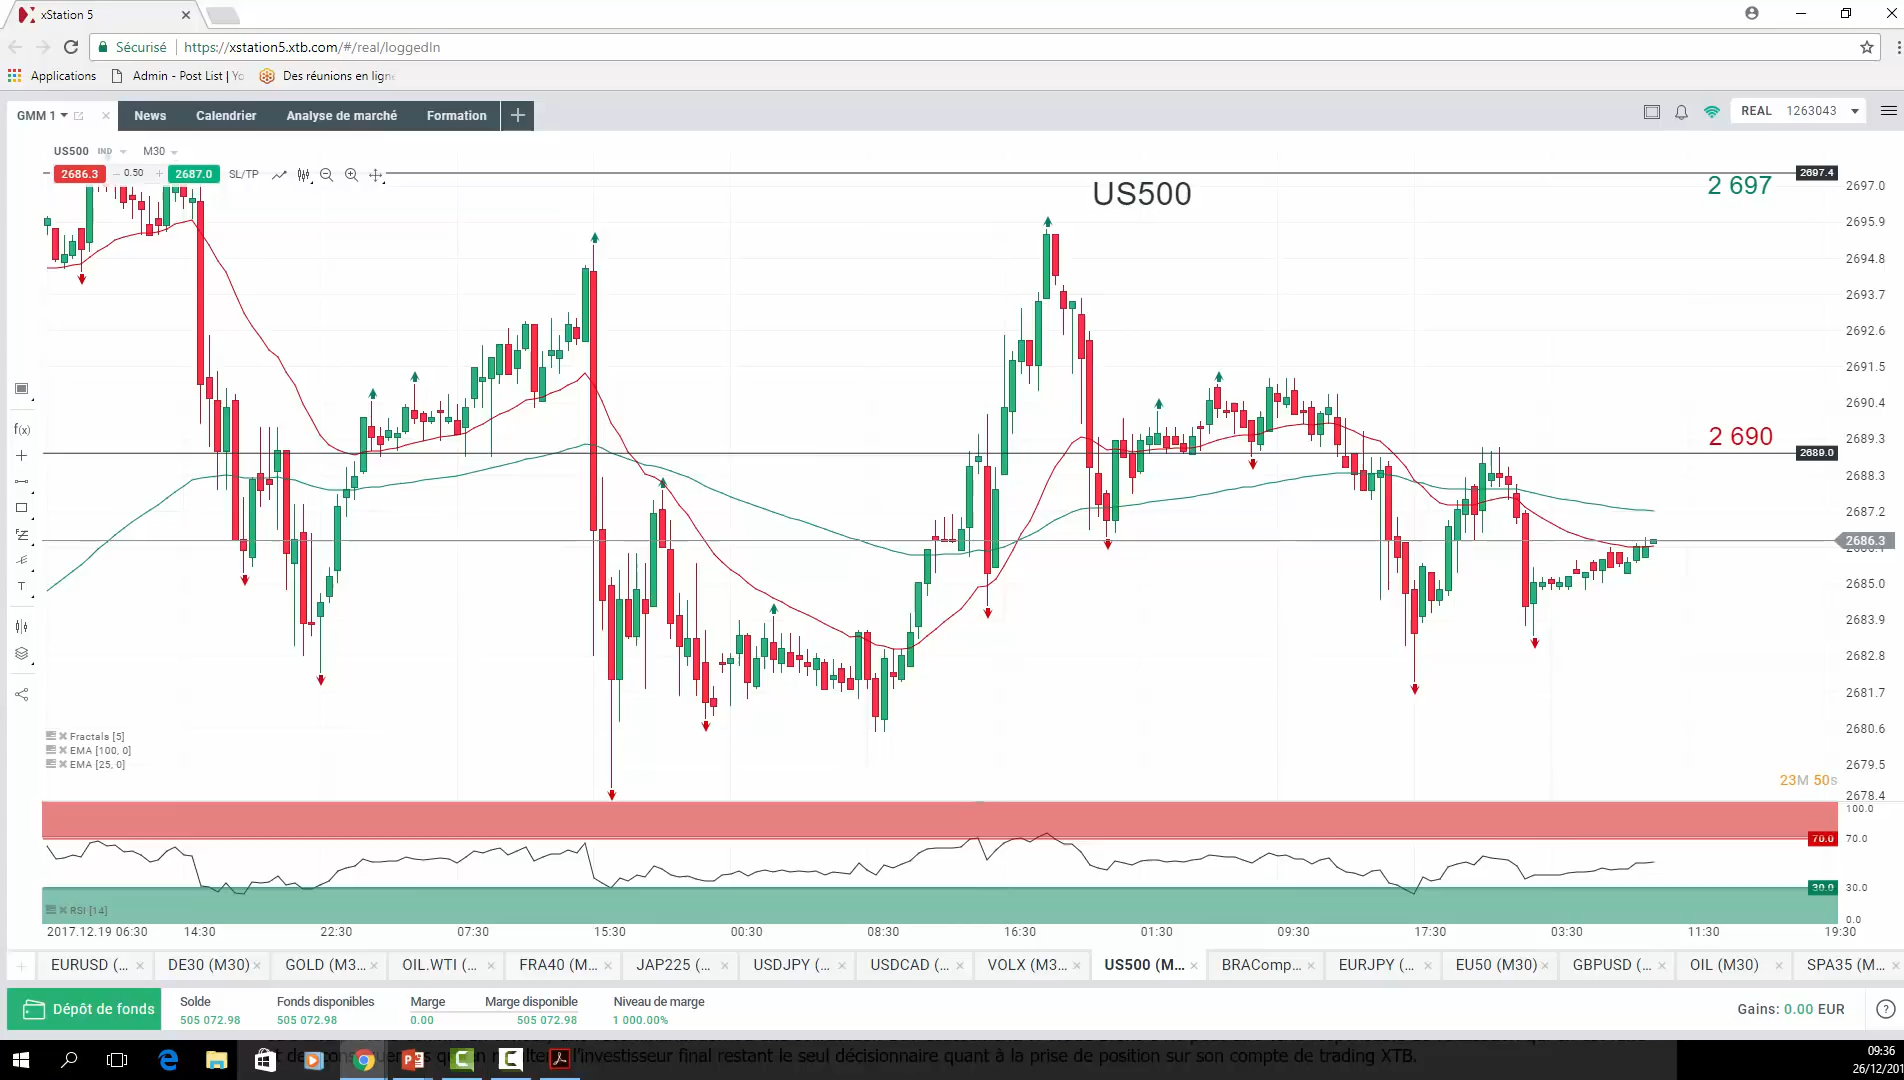 xStation 5
Sécurisé https://xstation5.xtb.com/#/real/loggedIn
Applications Admin - Post List | Yo Des réunions en ligne
GMM 1 News Calendrier Analyse de marché Formation REAL 1263043
US500 IND M30
2686.3 0.50 2687.0 SL/TP
US500
2 697
2697.4
2697.0
2695.9
2694.8
2693.7
2692.6
2691.5
2690.4
2 690
2689.3
2689.0
2688.3
2687.2
2686.3
2686.1
2685.0
2683.9
2682.8
2681.7
2680.6
2679.5
2678.4
f(x)
T
Fractals [5]
EMA [100, 0]
EMA [25, 0]
23M 50s
100.0
70.0 70.0
30.0 30.0
0.0
RSI [14]
2017.12.19 06:30 14:30 22:30 07:30 15:30 00:30 08:30 16:30 01:30 09:30 17:30 03:30 11:30 19:30
EURUSD (... DE30 (M30) GOLD (M3... OIL.WTI (... FRA40 (M... JAP225 (... USDJPY (... USDCAD (... VOLX (M3... US500 (M... BRAComp... EURJPY (... EU50 (M30) GBPUSD (... OIL (M30) SPA35 (M...
Dépôt de fonds
Solde Fonds disponibles Marge Marge disponible Niveau de marge
505 072.98 505 072.98 0.00 505 072.98 1 000.00%
Gains: 0.00 EUR
l'investisseur final restant le seul décisionnaire quant à la prise de position sur son compte de trading XTB.
09:36
26/12/201